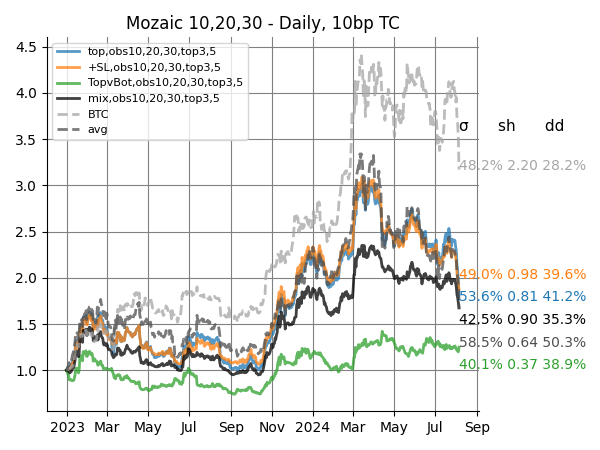 Mozaic 10,20,30 - Daily, 10bp TC
top,obs10,20,30,top3,5
+SL,obs10,20,30,top3,5
TopvBot,obs10,20,30,top3,5
mix,obs10,20,30,top3,5
BTC
avg
4.5
4.0
3.5
3.0
2.5
2.0
1.5
1.0
σ sh dd
48.2% 2.20 28.2%
49.0% 0.98 39.6%
53.6% 0.81 41.2%
42.5% 0.90 35.3%
58.5% 0.64 50.3%
40.1% 0.37 38.9%
2023 Mar May Jul Sep Nov 2024 Mar May Jul Sep